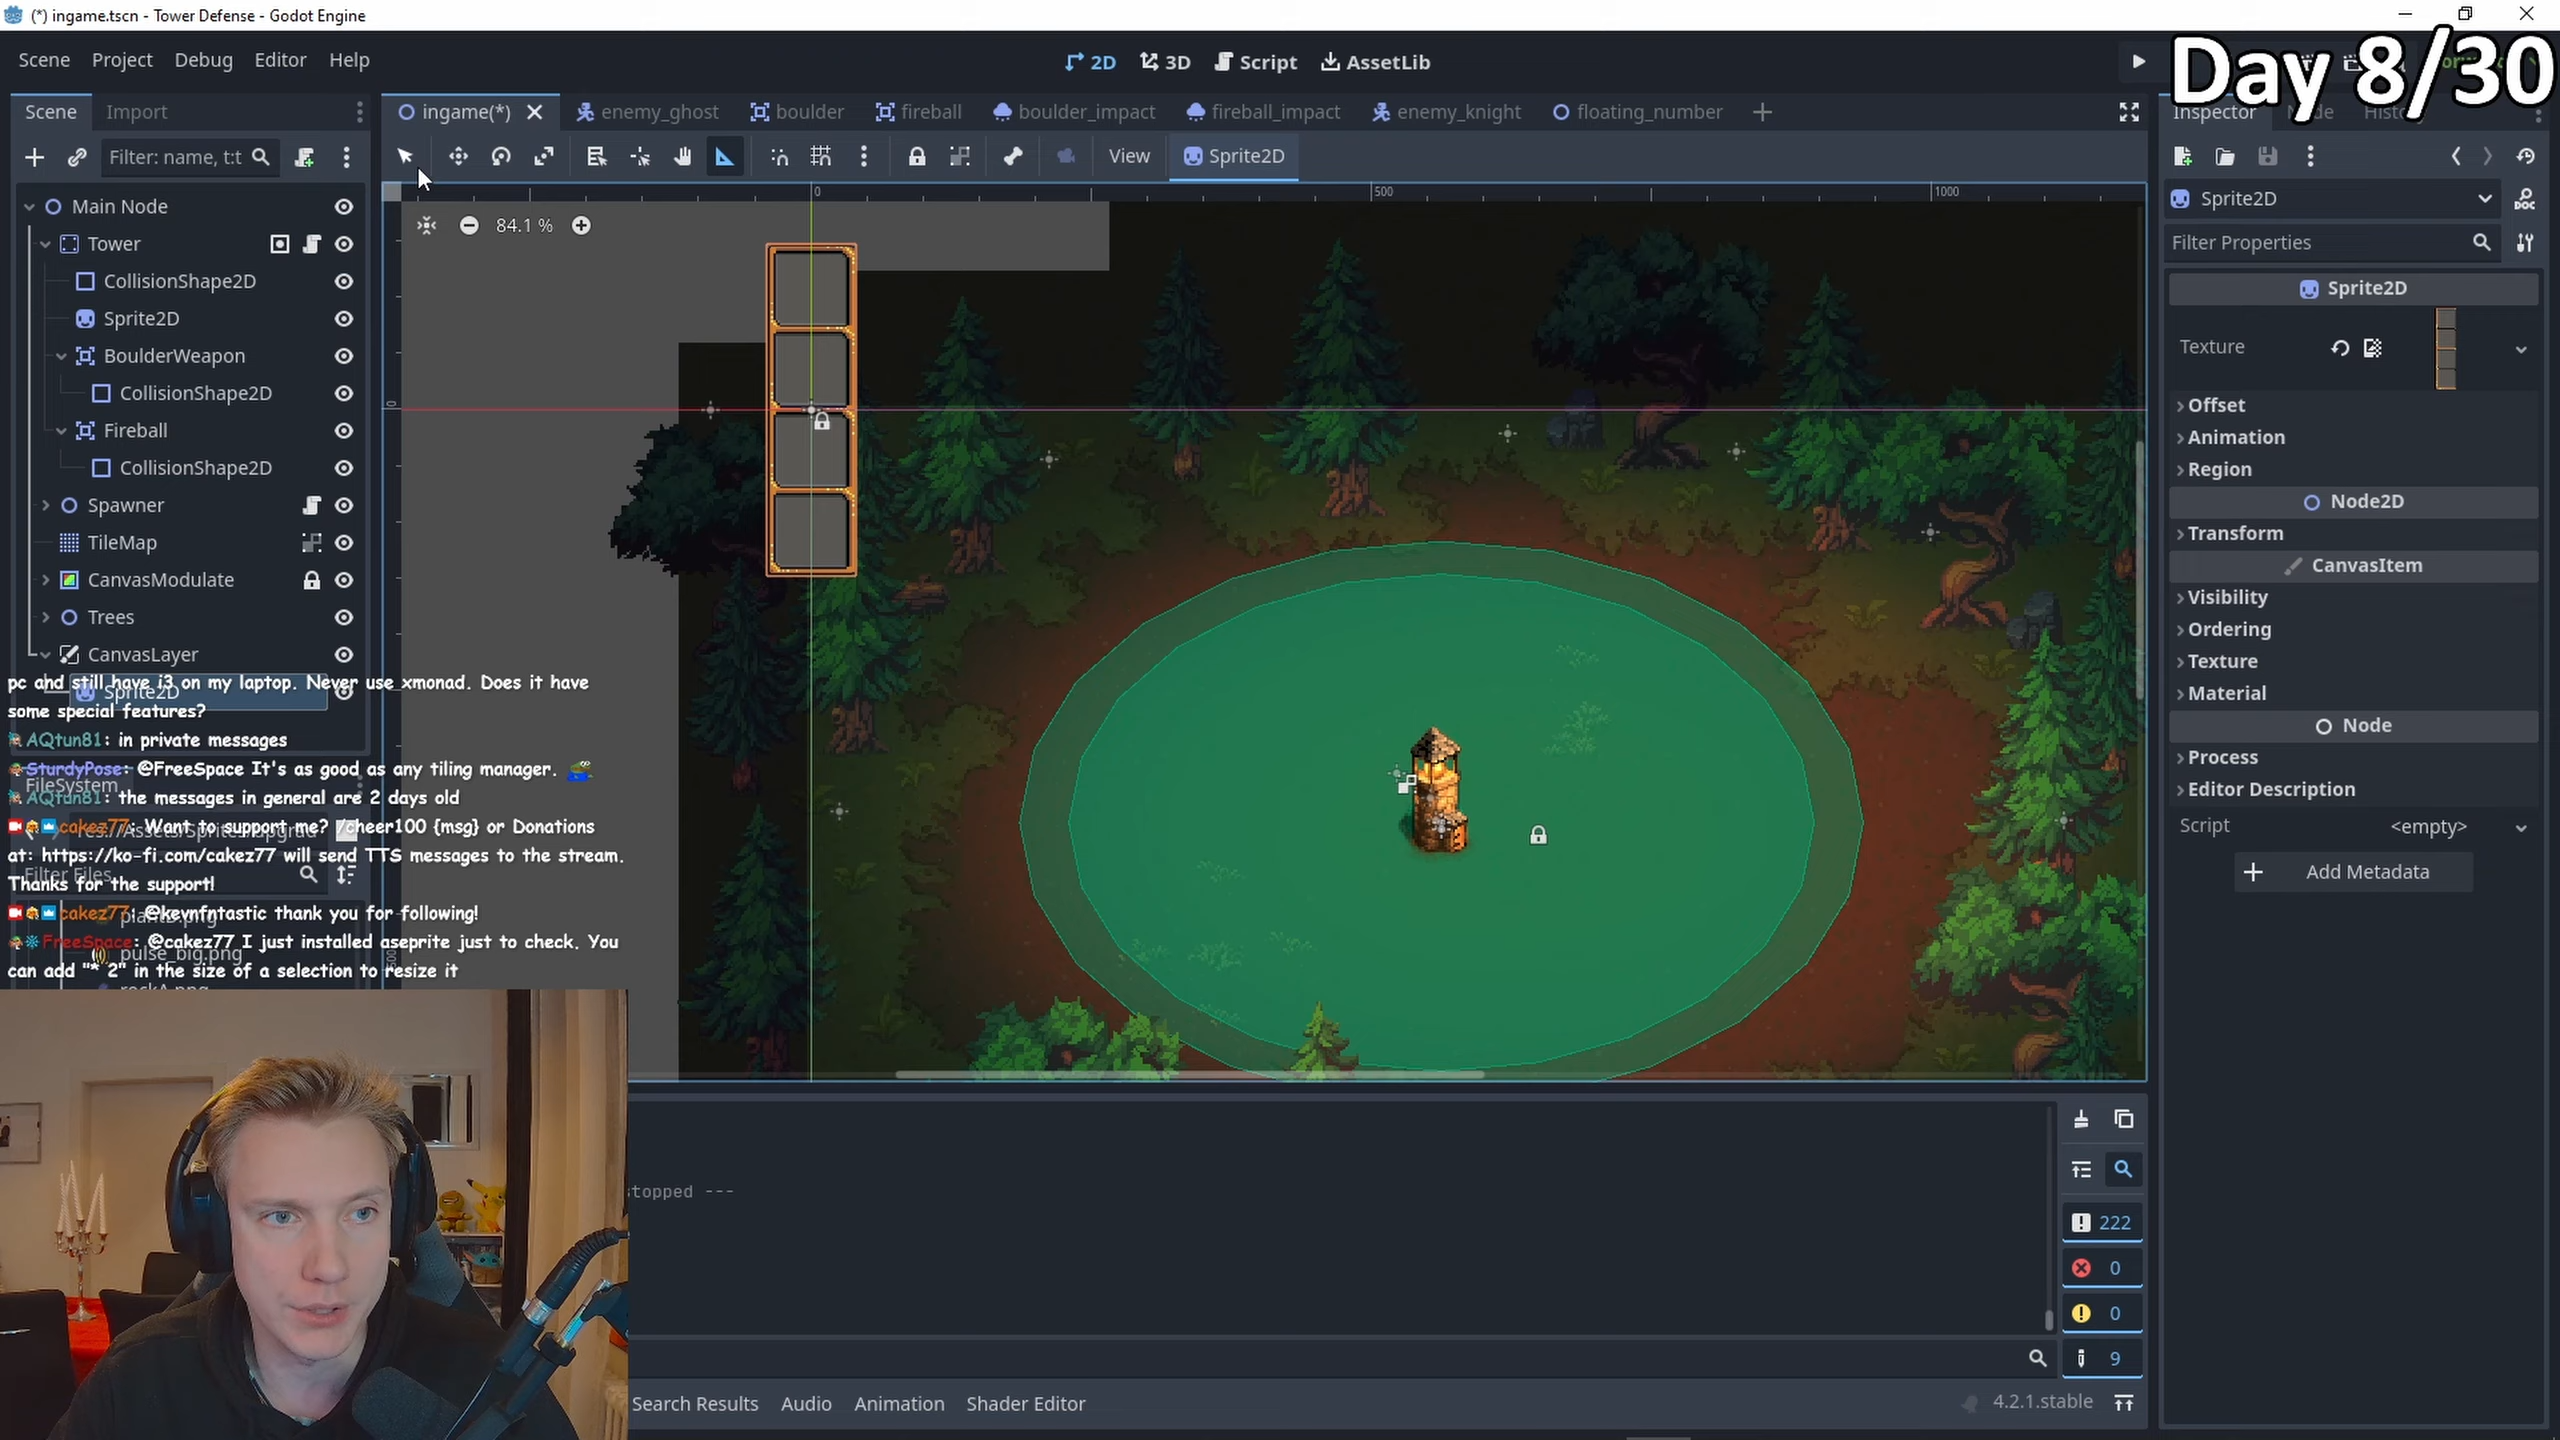 (*) ingame.tscn - Tower Defense - Godot Engine
Scene Project Debug Editor Help
2D 3D Script AssetLib
Day 8/30
Scene Import
ingame(*) enemy_ghost boulder fireball boulder_impact fireball_impact enemy_knight floating_number
Inspector Node
Filter: name, t:t
View Sprite2D
0 500 1000
84.1 %
Main Node
Tower
CollisionShape2D
Sprite2D
BoulderWeapon
CollisionShape2D
Fireball
CollisionShape2D
Spawner
TileMap
CanvasModulate
Trees
CanvasLayer
Sprite2D
pc and still have i3 on my laptop. Never use xmonad. Does it have
some special features?
AQtun81: in private messages
SturdyPose: @FreeSpace It's as good as any tiling manager.
FileSystem
AQtun81: the messages in general are 2 days old
cakez77: Want to support me? /cheer100 {msg} or Donations
at: https://ko-fi.com/cakez77 will send TTS messages to the stream.
Filter Files
Thanks for the support!
cakez77: @kevnfntastic thank you for following!
FreeSpace: @cakez77 I just installed aseprite just to check. You
pulse_big.png
can add "* 2" in the size of a selection to resize it
Sprite2D
Filter Properties
Sprite2D
Texture
Offset
Animation
Region
Node2D
Transform
CanvasItem
Visibility
Ordering
Texture
Material
Node
Process
Editor Description
Script <empty>
Add Metadata
topped ---
222
0
0
9
Search Results Audio Animation Shader Editor
4.2.1.stable